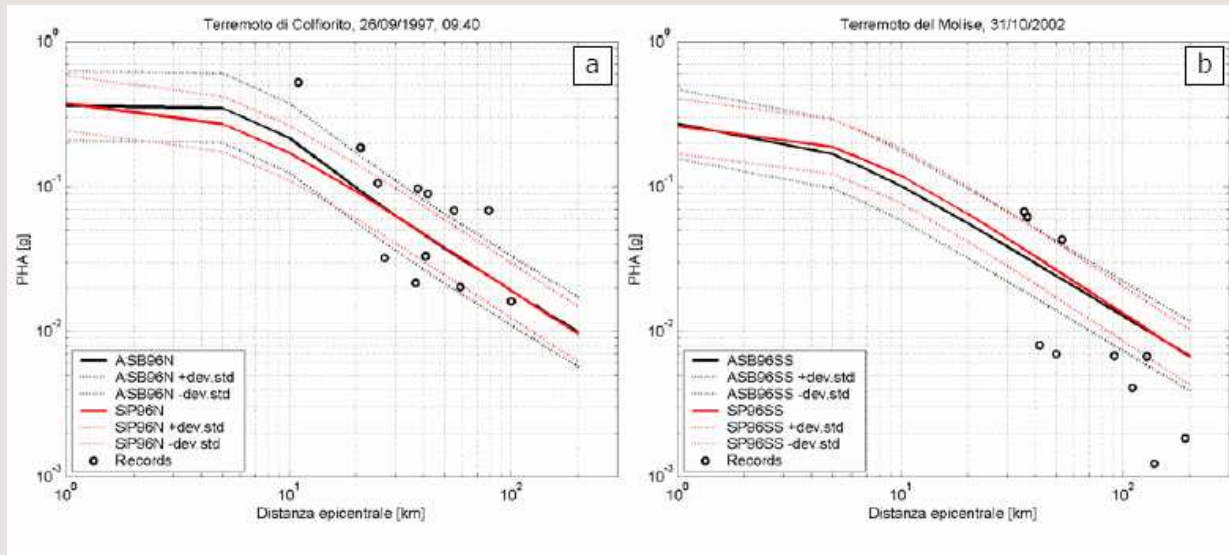 Terremoto di Colfiorito, 26/09/1997, 09.40
a
10^0
10^-1
10^-2
10^-3
PHA [g]
ASB96N
ASB96N +dev.std
ASB96N -dev.std
SP96N
SP96N +dev.std
SP96N -dev.std
Records
10^0 10^1 10^2
Distanza epicentrale [km]
Terremoto del Molise, 31/10/2002
b
10^0
10^-1
10^-2
10^-3
PHA [g]
ASB96SS
ASB96SS +dev.std
ASB96SS -dev.std
SP96SS
SP96SS +dev.std
SP96SS -dev.std
Records
10^0 10^1 10^2
Distanza epicentrale [km]